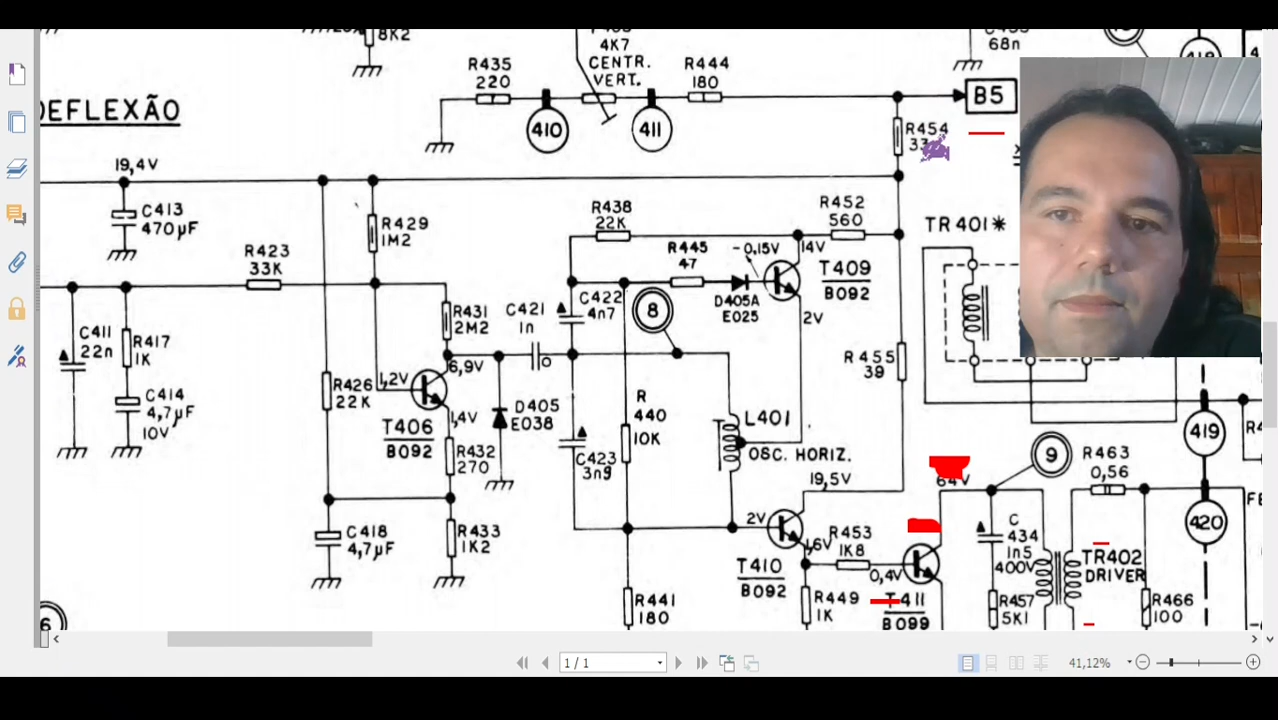 8K2
4K7
CENTR.
VERT.
R435
220
R444
180
68n
410
411
B5
R454
DEFLEXÃO
19,4V
C413
470µF
R429
1M2
R438
22K
R452
560
TR401*
R423
33K
R445
47
-0,15V
14V
T409
B092
D405A
E025
2V
C411
22n
R417
1K
C414
4,7µF
10V
R431
2M2
C421
1n
C422
4n7
8
6,9V
R455
39
R426
22K
1,2V
1,4V
T406
B092
D405
E038
R
440
10K
L401
OSC. HORIZ.
R432
270
C423
3n9
19,5V
419
9
R463
0,56
64V
C418
4,7µF
R433
1K2
2V
T410
B092
1,6V
R453
1K8
0,4V
C
434
1n5
400V
TR402
DRIVER
420
R441
180
R449
1K
T411
B099
R457
5K1
R466
100
6
1 / 1
41,12%